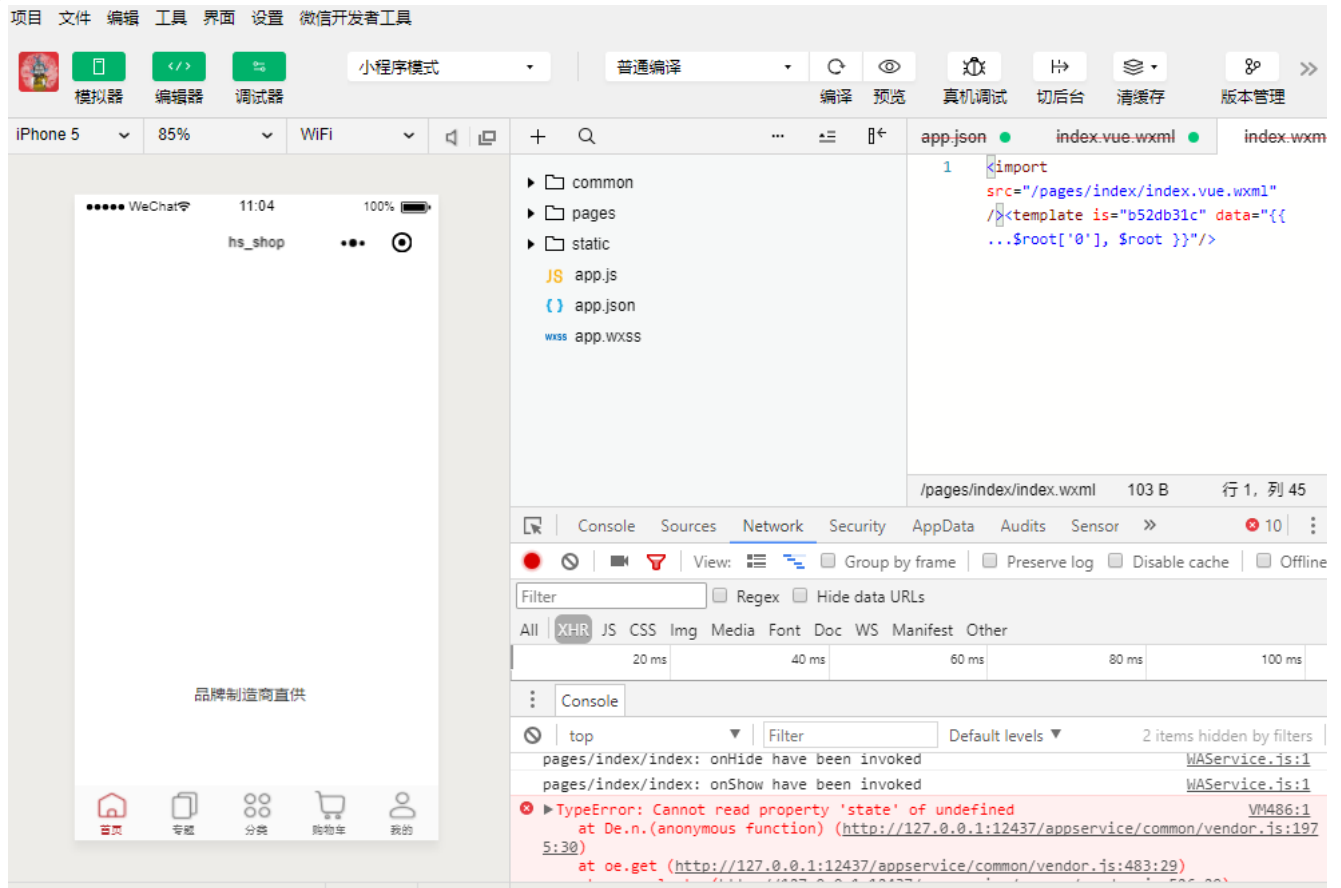 项目 文件 编辑 工具 界面 设置 微信开发者工具
小程序模式 普通编译
模拟器 编辑器 调试器 编译 预览 真机调试 切后台 清缓存 版本管理
iPhone 5 85% WiFi
app.json index.vue.wxml index.wxm
WeChat 11:04 100%
hs_shop
品牌制造商直供
首页 专题 分类 购物车 我的
common
pages
static
JS app.js
{ } app.json
wxss app.wxss
1 <import
src="/pages/index/index.vue.wxml"
/><template is="b52db31c" data="{{
...$root['0'], $root }}"/>
/pages/index/index.wxml 103 B 行 1, 列 45
Console Sources Network Security AppData Audits Sensor » 10
View: Group by frame Preserve log Disable cache Offline
Filter Regex Hide data URLs
All XHR JS CSS Img Media Font Doc WS Manifest Other
20 ms 40 ms 60 ms 80 ms 100 ms
Console
top Filter Default levels 2 items hidden by filters
pages/index/index: onHide have been invoked WAService.js:1
pages/index/index: onShow have been invoked WAService.js:1
TypeError: Cannot read property 'state' of undefined VM486:1
at De.n.(anonymous function) (http://127.0.0.1:12437/appservice/common/vendor.js:197
5:30)
at oe.get (http://127.0.0.1:12437/appservice/common/vendor.js:483:29)